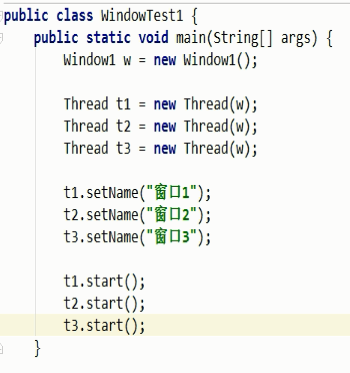 public class WindowTest1 {
    public static void main(String[] args) {
        Window1 w = new Window1();
        Thread t1 = new Thread(w);
        Thread t2 = new Thread(w);
        Thread t3 = new Thread(w);
        t1.setName("窗口1");
        t2.setName("窗口2");
        t3.setName("窗口3");
        t1.start();
        t2.start();
        t3.start();
    }